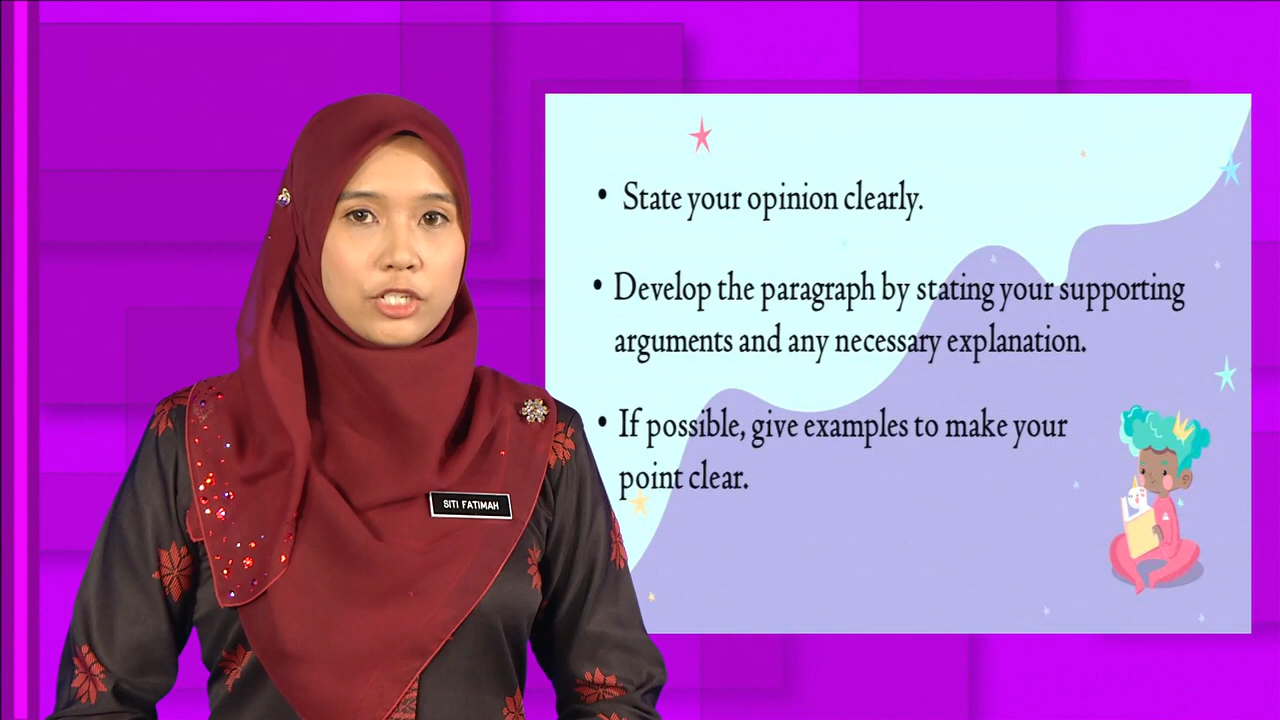 • State your opinion clearly.
• Develop the paragraph by stating your supporting
arguments and any necessary explanation.
• If possible, give examples to make your
point clear.
SITI FATIMAH